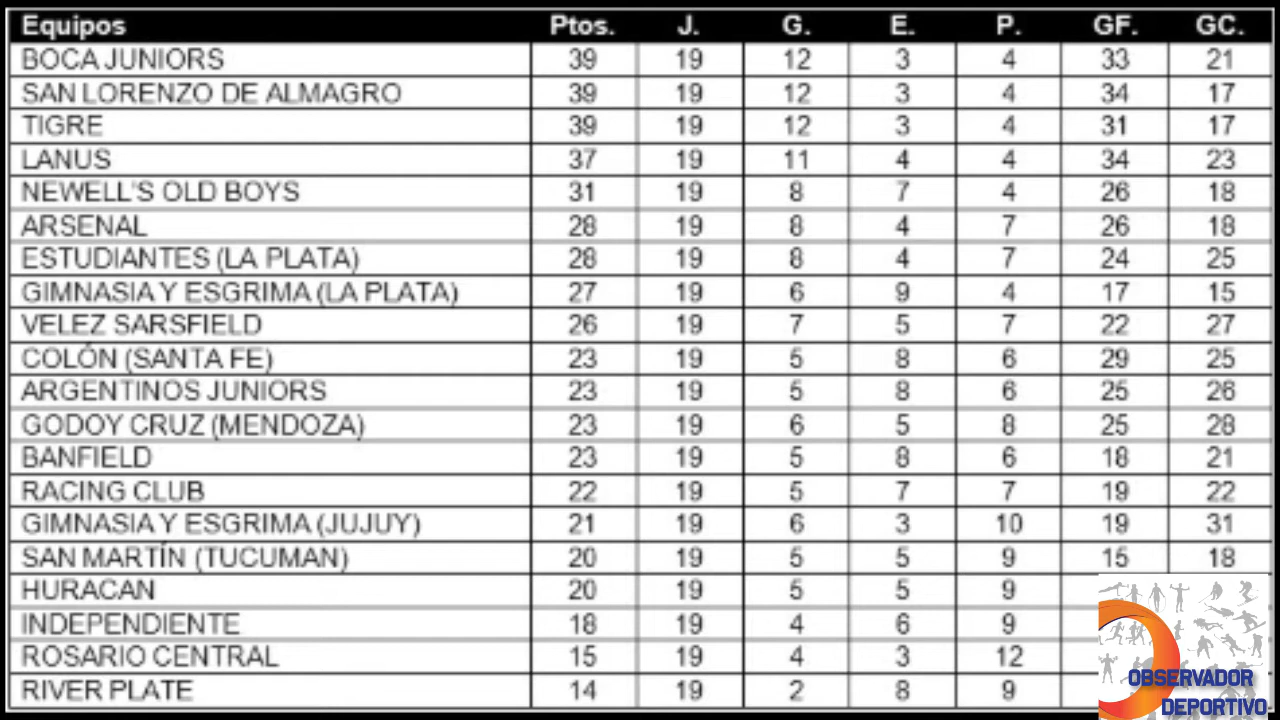 Equipos Ptos. J. G. E. P. GF. GC.
BOCA JUNIORS 39 19 12 3 4 33 21
SAN LORENZO DE ALMAGRO 39 19 12 3 4 34 17
TIGRE 39 19 12 3 4 31 17
LANUS 37 19 11 4 4 34 23
NEWELL'S OLD BOYS 31 19 8 7 4 26 18
ARSENAL 28 19 8 4 7 26 18
ESTUDIANTES (LA PLATA) 28 19 8 4 7 24 25
GIMNASIA Y ESGRIMA (LA PLATA) 27 19 6 9 4 17 15
VELEZ SARSFIELD 26 19 7 5 7 22 27
COLÓN (SANTA FE) 23 19 5 8 6 29 25
ARGENTINOS JUNIORS 23 19 5 8 6 25 26
GODOY CRUZ (MENDOZA) 23 19 6 5 8 25 28
BANFIELD 23 19 5 8 6 18 21
RACING CLUB 22 19 5 7 7 19 22
GIMNASIA Y ESGRIMA (JUJUY) 21 19 6 3 10 19 31
SAN MARTÍN (TUCUMAN) 20 19 5 5 9 15 18
HURACAN 20 19 5 5 9
INDEPENDIENTE 18 19 4 6 9
ROSARIO CENTRAL 15 19 4 3 12
RIVER PLATE 14 19 2 8 9
OBSERVADOR
DEPORTIVO